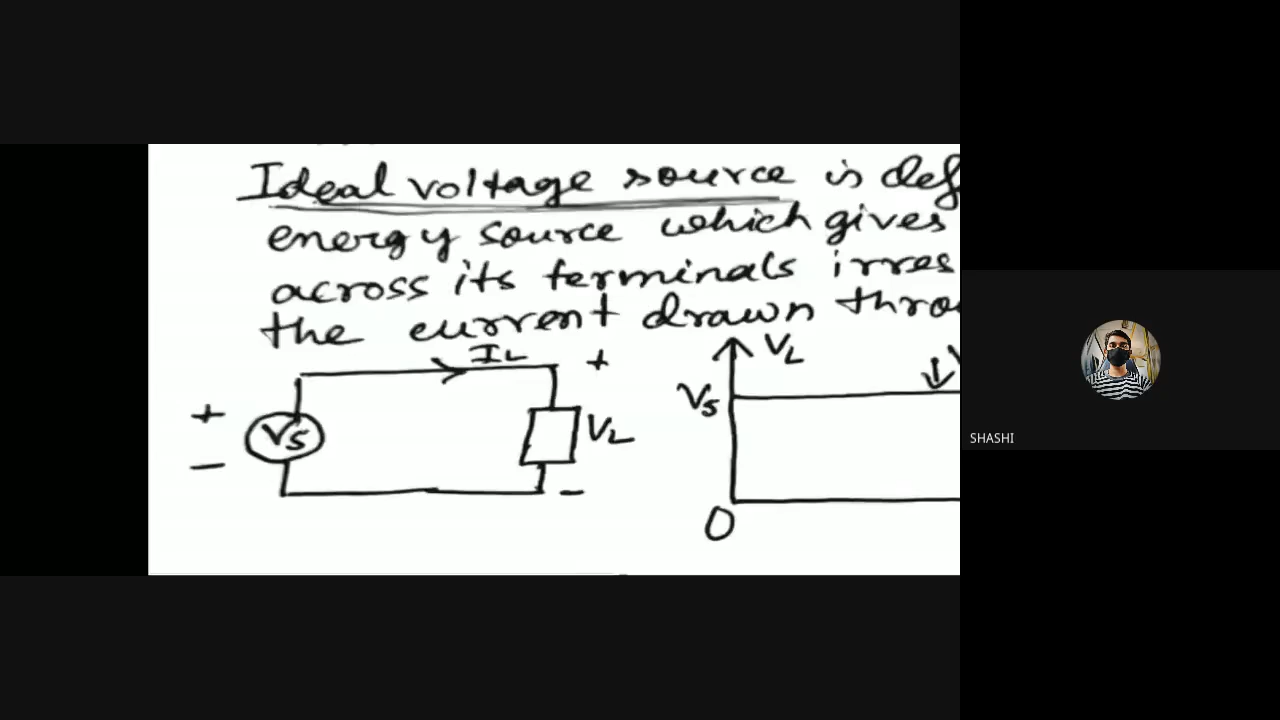 Ideal voltage source is def
energy source which gives
across its terminals irres
the current drawn thro
IL
+
VL
+
Vs
VL
Vs
-
-
O
SHASHI